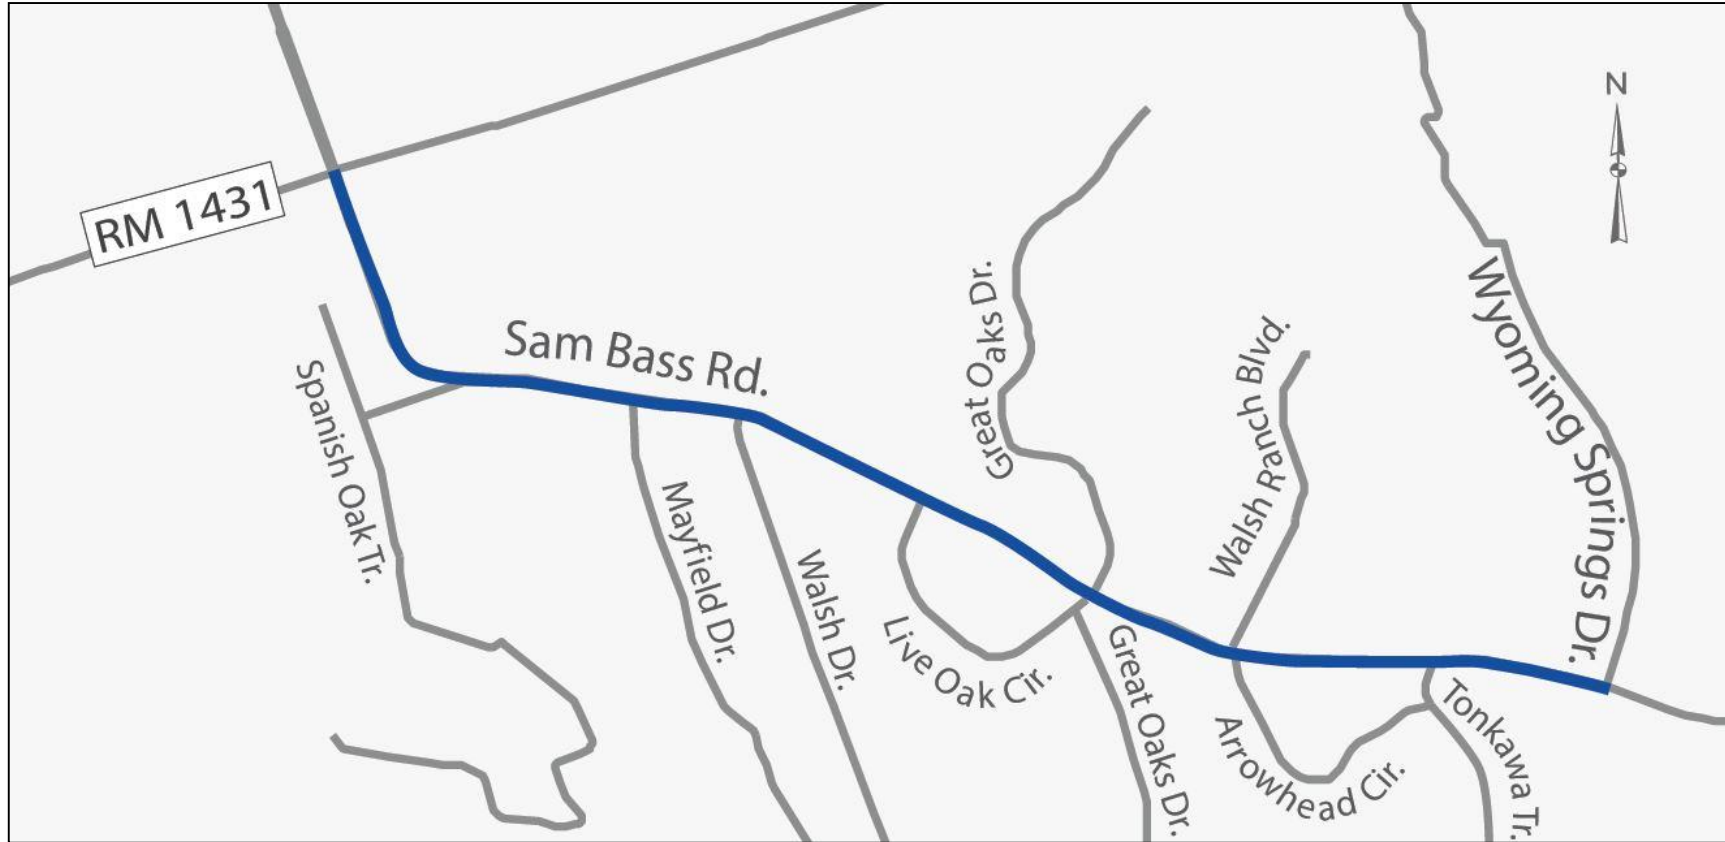 N
RM 1431
Sam Bass Rd.
Great Oaks Dr.
Walsh Ranch Blvd.
Wyoming Springs Dr.
Spanish Oak Tr.
Mayfield Dr.
Walsh Dr.
Live Oak Cir.
Great Oaks Dr.
Arrowhead Cir.
Tonkawa Tr.